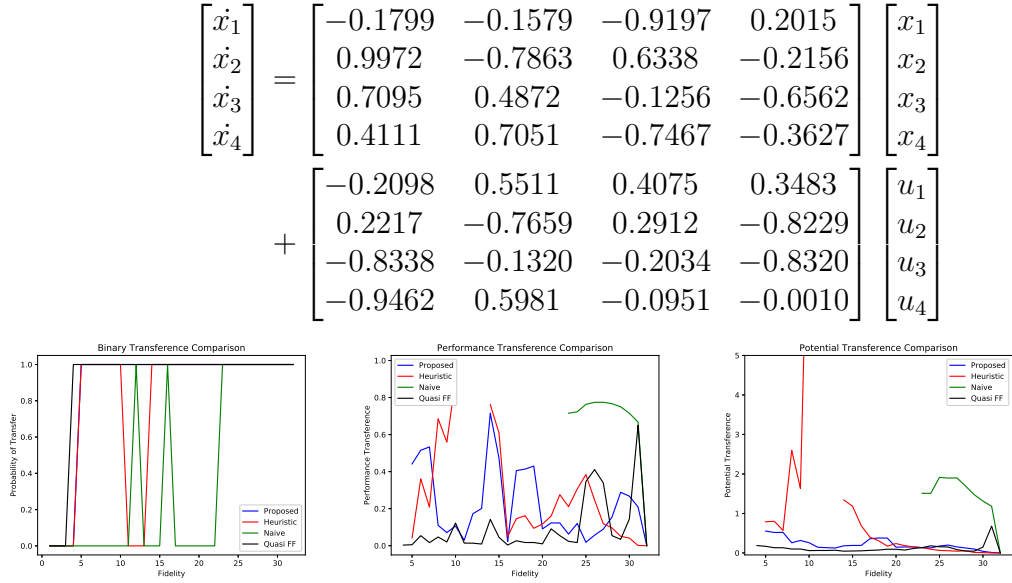 ẋ₁ −0.1799 −0.1579 −0.9197 0.2015 x₁
ẋ₂ 0.9972 −0.7863 0.6338 −0.2156 x₂
=
ẋ₃ 0.7095 0.4872 −0.1256 −0.6562 x₃
ẋ₄ 0.4111 0.7051 −0.7467 −0.3627 x₄
−0.2098 0.5511 0.4075 0.3483 u₁
0.2217 −0.7659 0.2912 −0.8229 u₂
+
−0.8338 −0.1320 −0.2034 −0.8320 u₃
−0.9462 0.5981 −0.0951 −0.0010 u₄
Binary Transference Comparison
Probability of Transfer
1.0
0.8
0.6
0.4
0.2
0.0
Proposed
Heuristic
Naive
Quasi FF
1 6 11 16 21 26 31
Fidelity
Performance Transference Comparison
Performance Transference
1.0
0.8
0.6
0.4
0.2
0.0
Proposed
Heuristic
Naive
Quasi FF
5 10 15 20 25 30
Fidelity
Potential Transference Comparison
Potential Transference
5
4
3
2
1
0
Proposed
Heuristic
Naive
Quasi FF
5 10 15 20 25 30
Fidelity